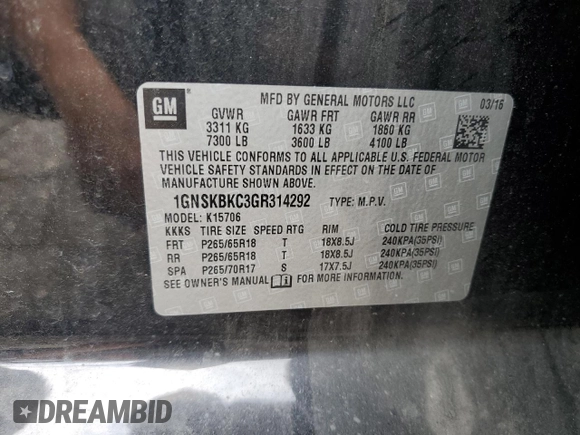 GM
MFD BY GENERAL MOTORS LLC 03/16
GVWR GAWR FRT GAWR RR
3311 KG 1633 KG 1860 KG
7300 LB 3600 LB 4100 LB
THIS VEHICLE CONFORMS TO ALL APPLICABLE U.S. FEDERAL MOTOR
VEHICLE SAFETY STANDARDS IN EFFECT ON THE DATE OF
MANUFACTURE SHOWN ABOVE.
1GNSKBKC3GR314292 TYPE: M.P.V.
MODEL: K15706
KKKS TIRE SIZE SPEED RTG RIM COLD TIRE PRESSURE
FRT P265/65R18 T 18X8.5J 240KPA(35PSI)
RR P265/65R18 T 18X8.5J 240KPA(35PSI)
SPA P265/70R17 S 17X7.5J 240KPA(35PSI)
SEE OWNER'S MANUAL FOR MORE INFORMATION.
DREAMBID